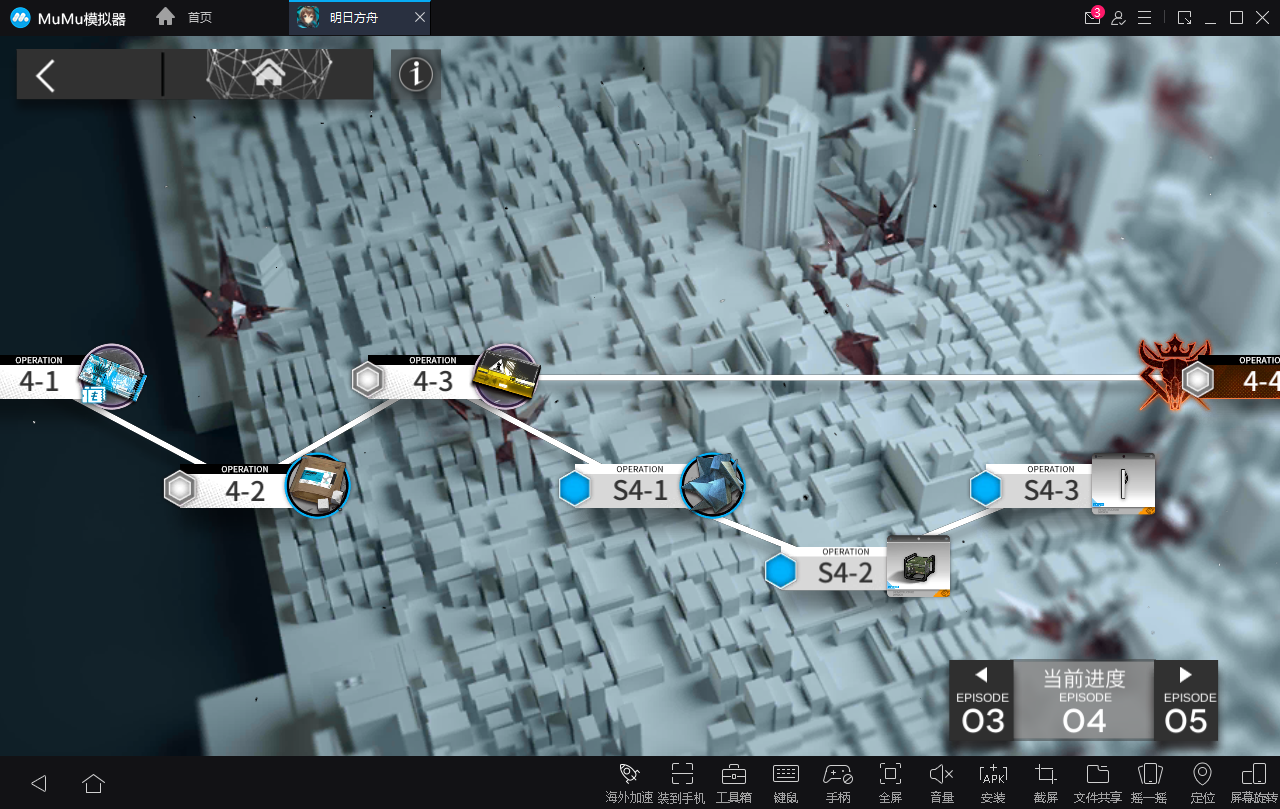 MuMu模拟器
首页
明日方舟
3
i
OPERATION
4-1
OPERATION
4-2
OPERATION
4-3
OPERATIO
4-4
OPERATION
S4-1
OPERATION
S4-2
OPERATION
S4-3
EPISODE
03
当前进度
EPISODE
04
EPISODE
05
海外加速
装到手机
工具箱
键鼠
手柄
全屏
音量
APK
安装
截屏
文件共享
摇一摇
定位
屏幕旋转